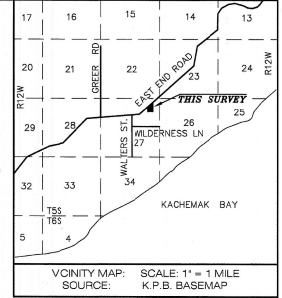 17 16 15 14 13
GREER RD
EAST END ROAD
20 21 22 23 24
R12W R12W
THIS SURVEY
29 28 26 25
WALTERS ST.
WILDERNESS LN
27
32 33 34
KACHEMAK BAY
T5S
T6S
5 4
VCINITY MAP: SCALE: 1" = 1 MILE
SOURCE: K.P.B. BASEMAP